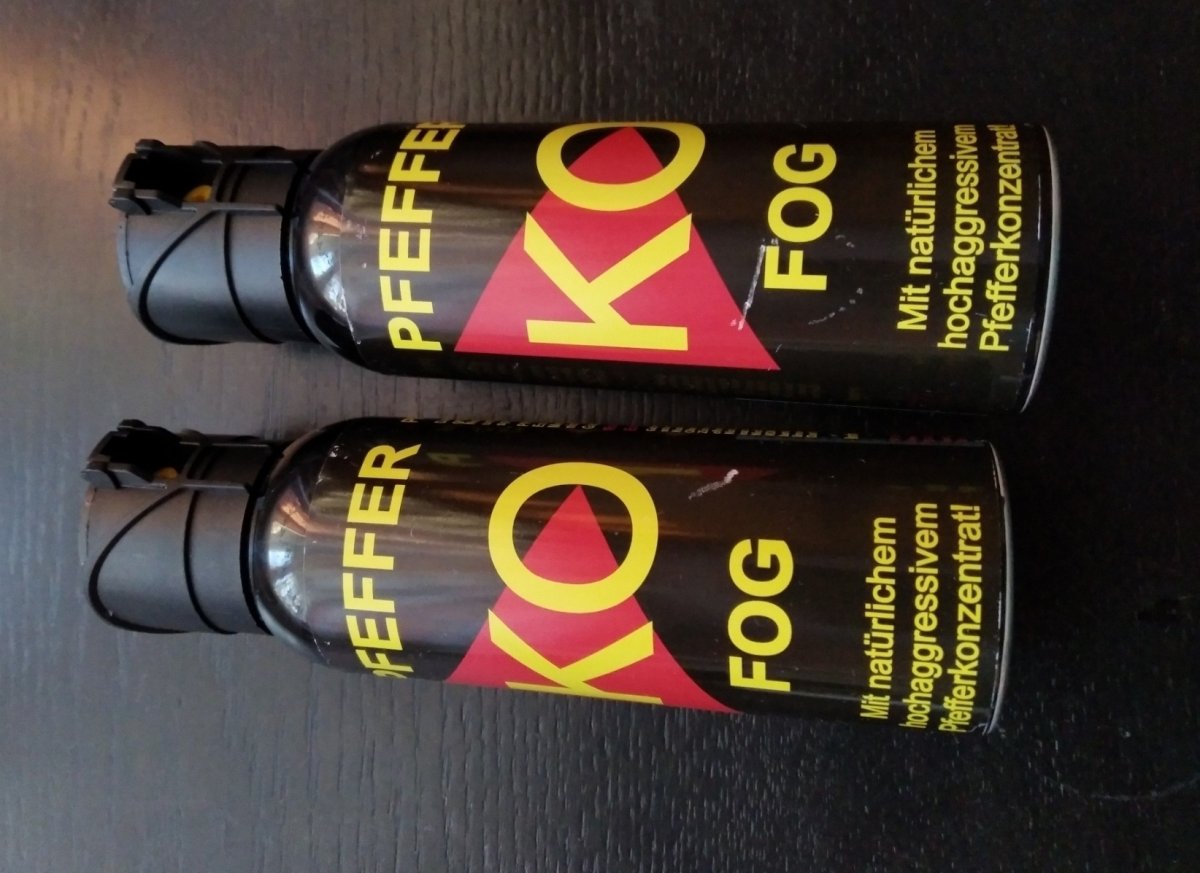 PFEFFER
KO
FOG
Mit natürlichem
hochaggressivem
Pfefferkonzentrat!
PFEFFER
KO
FOG
Mit natürlichem
hochaggressivem
Pfefferkonzentrat!